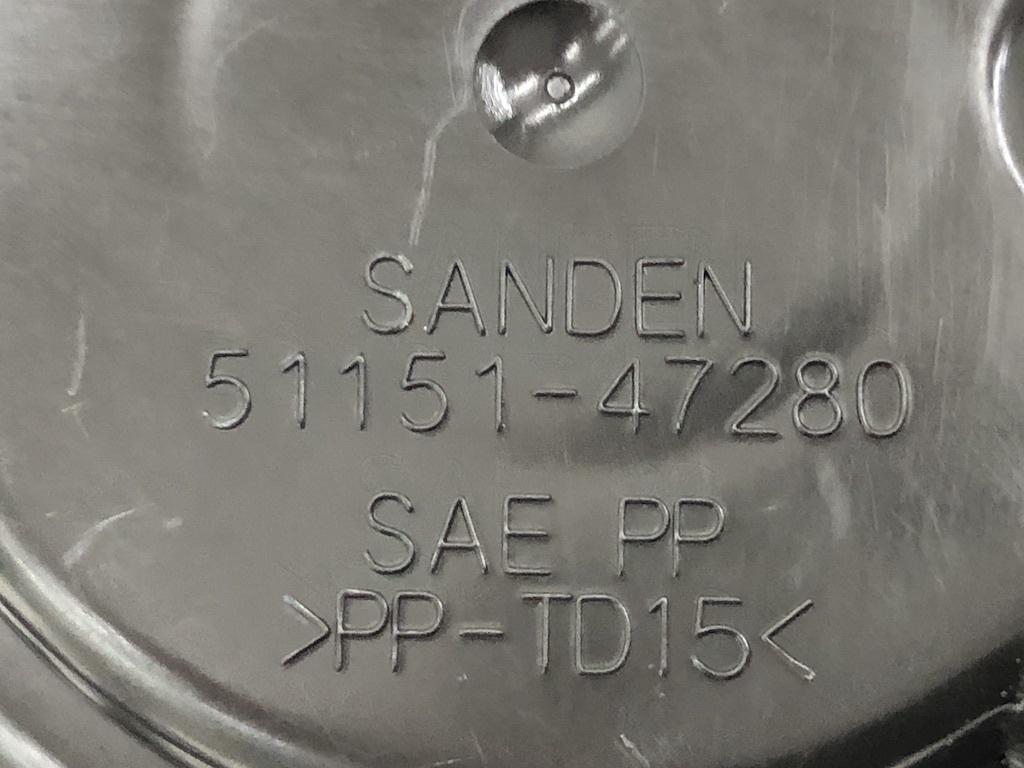 SANDEN
51151-47280
SAE PP
>PP-TD15<